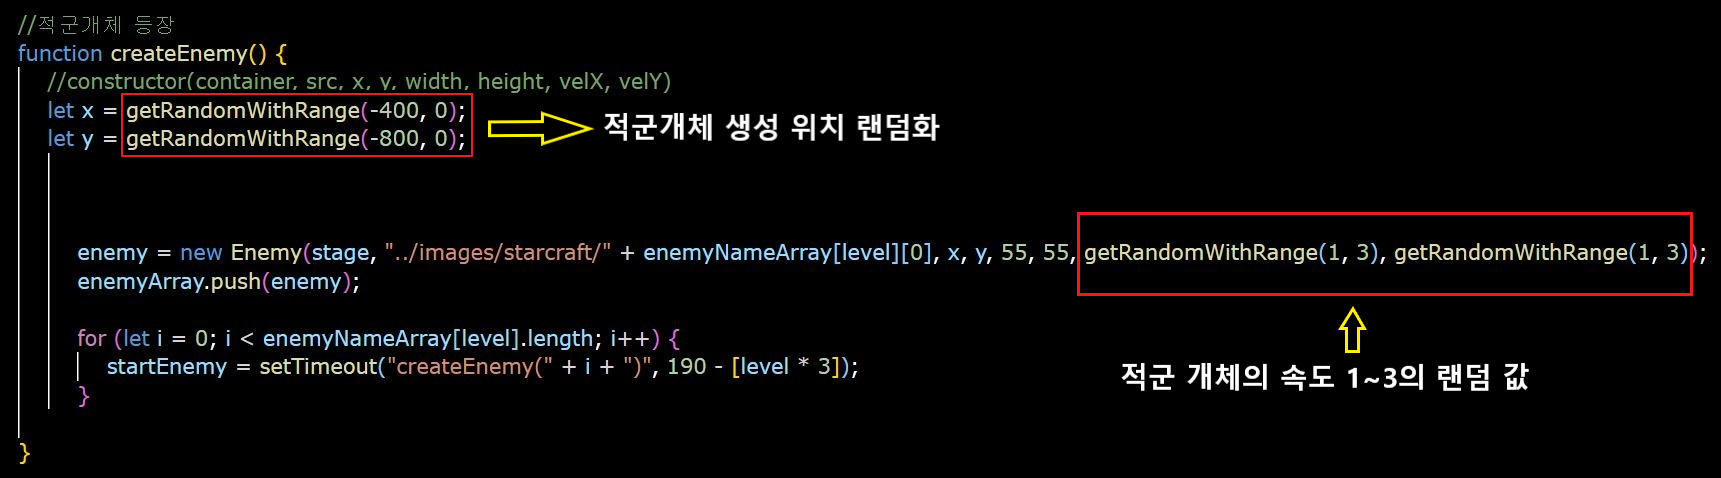 //적군개체 등장
function createEnemy() {
//constructor(container, src, x, y, width, height, velX, velY)
let x = getRandomWithRange(-400, 0);
let y = getRandomWithRange(-800, 0);
적군개체 생성 위치 랜덤화
enemy = new Enemy(stage, "../images/starcraft/" + enemyNameArray[level][0], x, y, 55, 55, getRandomWithRange(1, 3), getRandomWithRange(1, 3));
enemyArray.push(enemy);
for (let i = 0; i < enemyNameArray[level].length; i++) {
startEnemy = setTimeout("createEnemy(" + i + ")", 190 - [level * 3]);
적군 개체의 속도 1~3의 랜덤 값
}
}